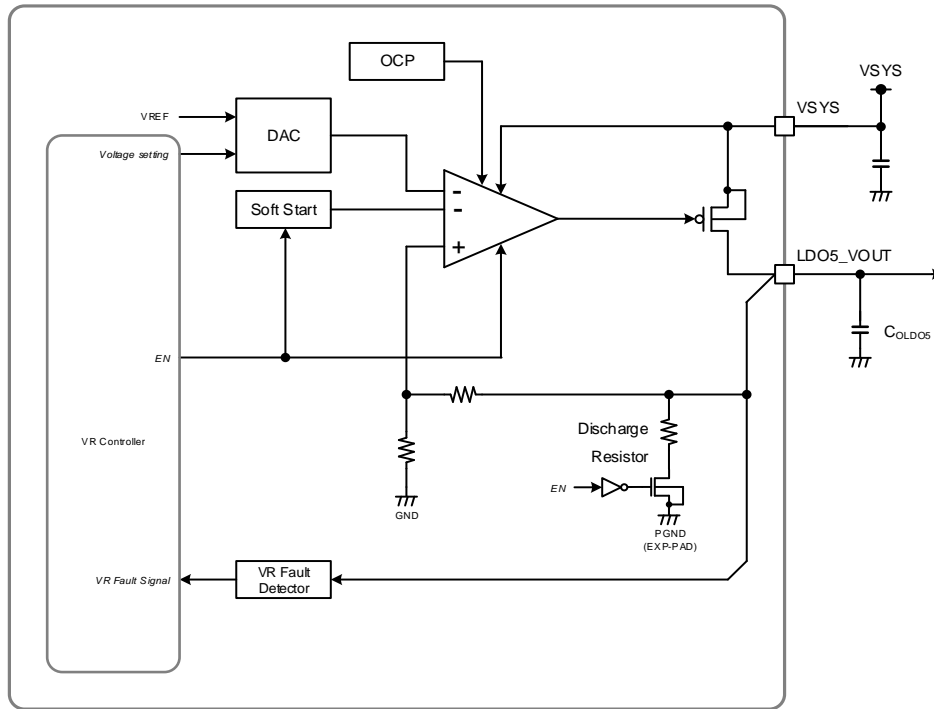 OCP
VSYS
VSYS
VREF
DAC
Voltage setting
Soft Start
-
-
+
LDO5_VOUT
COLDO5
EN
VR Controller
Discharge
Resistor
EN
GND
PGND
(EXP-PAD)
VR Fault Signal
VR Fault
Detector